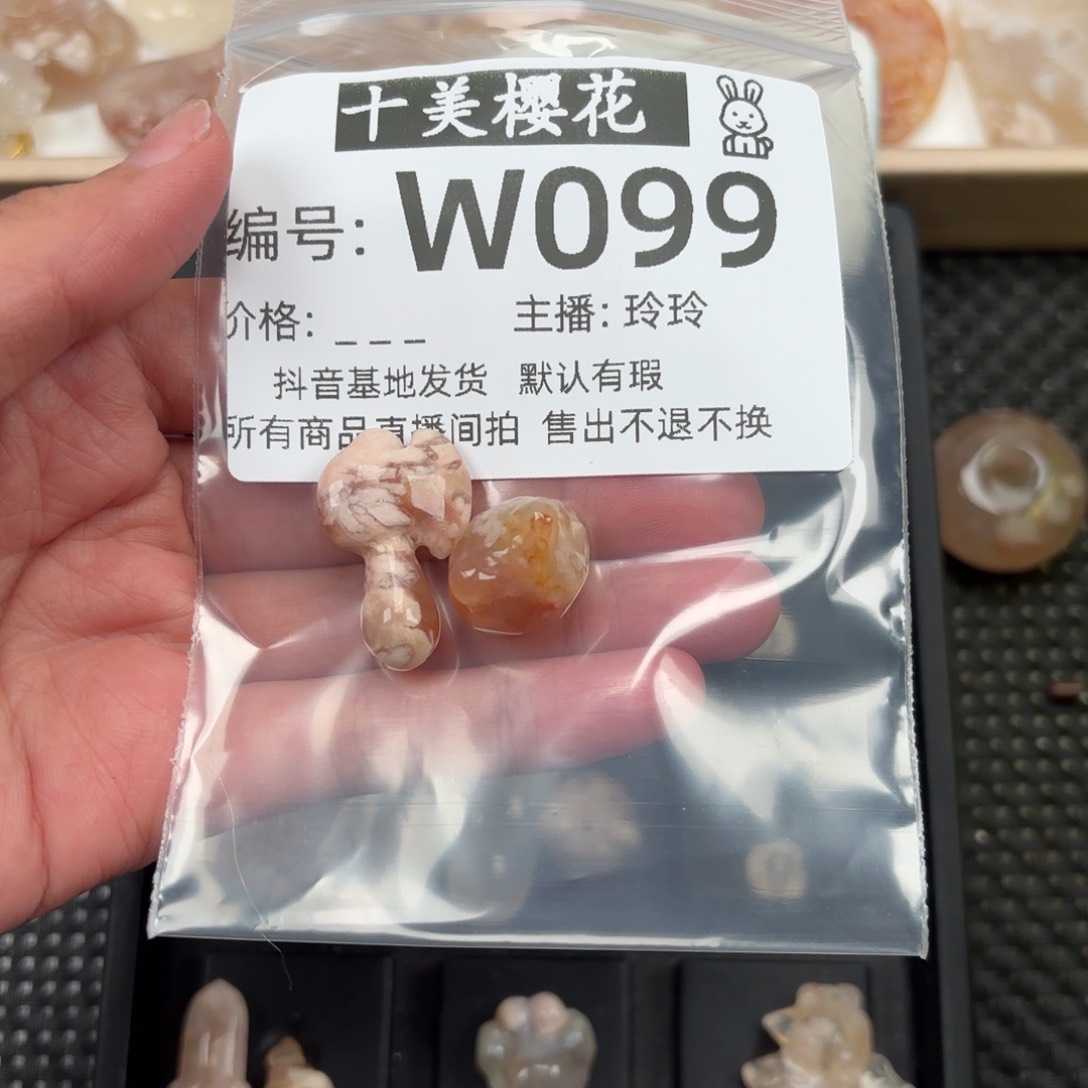 十美樱花
编号: W099
价格: _ _ _ 主播: 玲玲
抖音基地发货 默认有瑕
所有商品直播间拍 售出不退不换